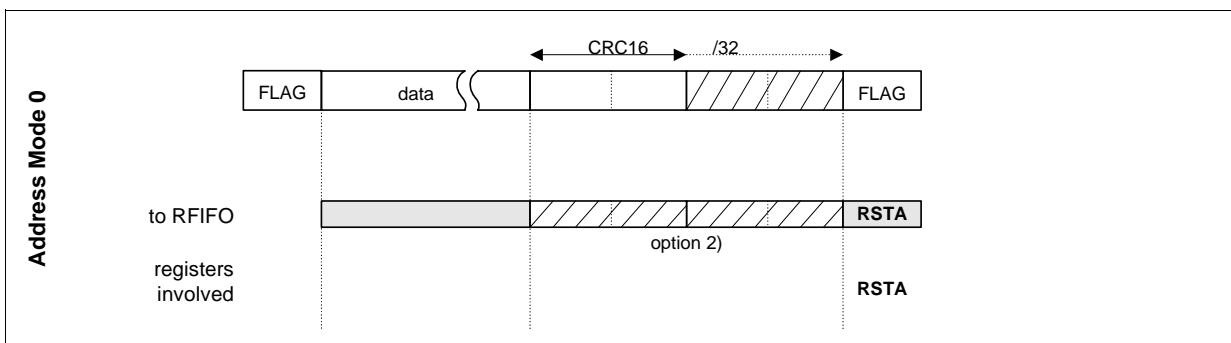 CRC16 /32
Address Mode 0
FLAG data FLAG
to RFIFO RSTA
option 2)
registers
involved RSTA